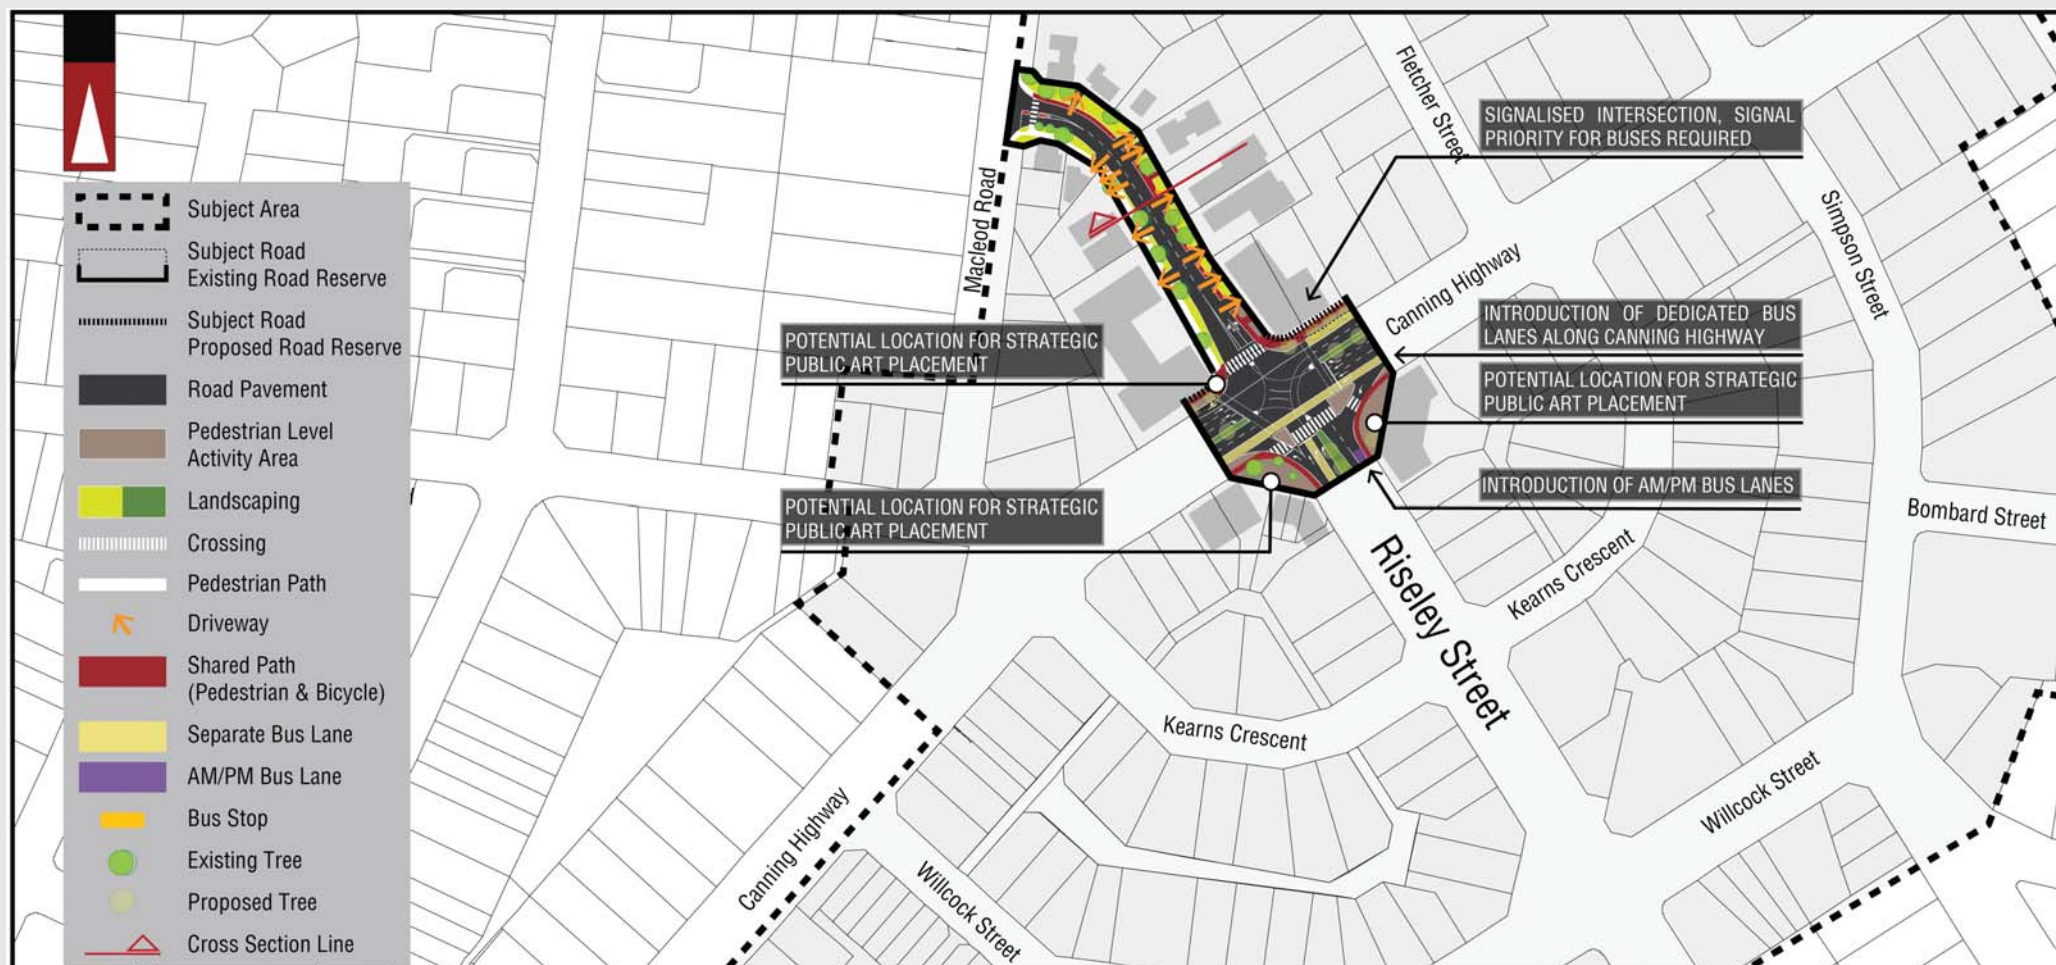 Subject Area
Subject Road
Existing Road Reserve
Subject Road
Proposed Road Reserve
Road Pavement
Pedestrian Level
Activity Area
Landscaping
Crossing
Pedestrian Path
Driveway
Shared Path
(Pedestrian & Bicycle)
Separate Bus Lane
AM/PM Bus Lane
Bus Stop
Existing Tree
Proposed Tree
Cross Section Line
Macleod Road
Fletcher Street
SIGNALISED INTERSECTION, SIGNAL
PRIORITY FOR BUSES REQUIRED
Simpson Street
Canning Highway
INTRODUCTION OF DEDICATED BUS
LANES ALONG CANNING HIGHWAY
POTENTIAL LOCATION FOR STRATEGIC
PUBLIC ART PLACEMENT
POTENTIAL LOCATION FOR STRATEGIC
PUBLIC ART PLACEMENT
INTRODUCTION OF AM/PM BUS LANES
POTENTIAL LOCATION FOR STRATEGIC
PUBLIC ART PLACEMENT
Bombard Street
Riseley Street
Kearns Crescent
Kearns Crescent
Willcock Street
Canning Highway
Willcock Street